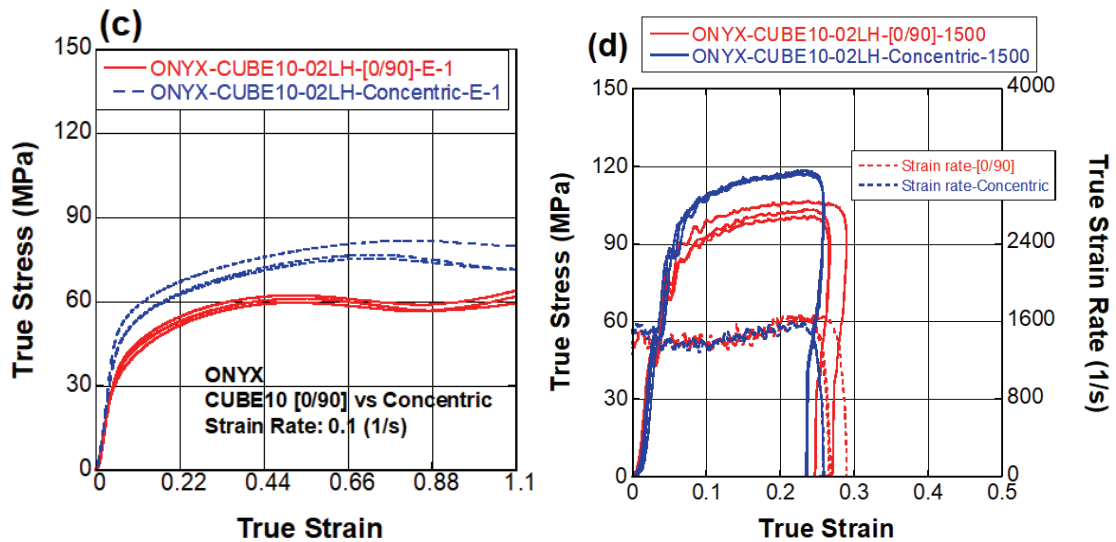 (c)
ONYX-CUBE10-02LH-[0/90]-E-1
ONYX-CUBE10-02LH-Concentric-E-1
150
120
90
60
30
0
True Stress (MPa)
ONYX
CUBE10 [0/90] vs Concentric
Strain Rate: 0.1 (1/s)
0 0.22 0.44 0.66 0.88 1.1
True Strain
(d)
ONYX-CUBE10-02LH-[0/90]-1500
ONYX-CUBE10-02LH-Concentric-1500
150
120
90
60
30
0
True Stress (MPa)
Strain rate-[0/90]
Strain rate-Concentric
4000
3200
2400
1600
800
0
True Strain Rate (1/s)
0 0.1 0.2 0.3 0.4 0.5
True Strain